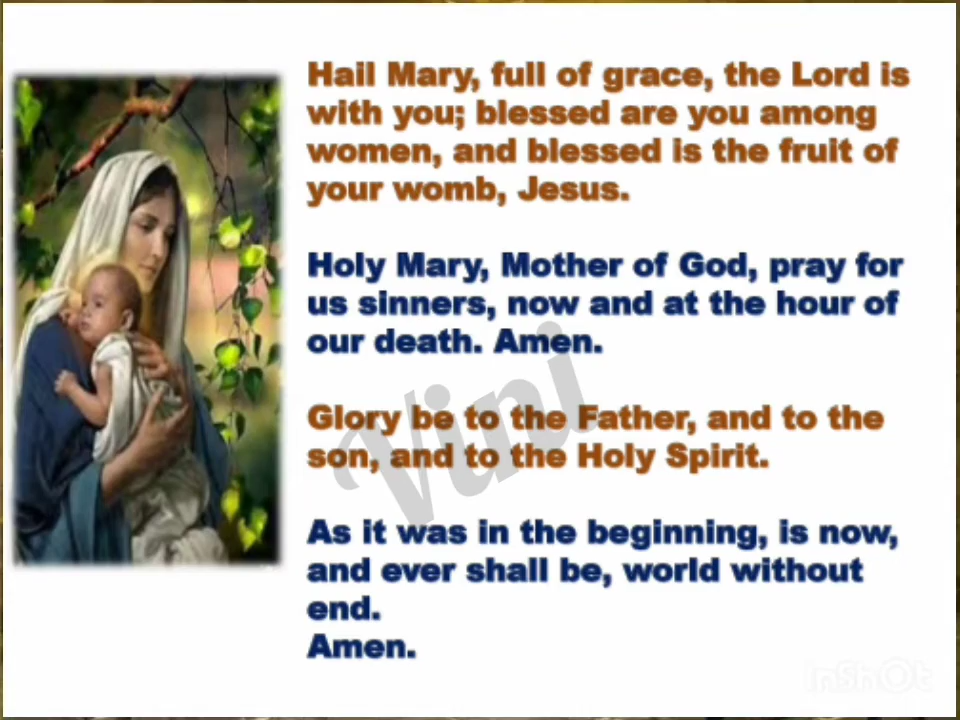 Hail Mary, full of grace, the Lord is
with you; blessed are you among
women, and blessed is the fruit of
your womb, Jesus.
Holy Mary, Mother of God, pray for
us sinners, now and at the hour of
our death. Amen.
Glory be to the Father, and to the
son, and to the Holy Spirit.
As it was in the beginning, is now,
and ever shall be, world without
end.
Amen.
Vini
InShOt